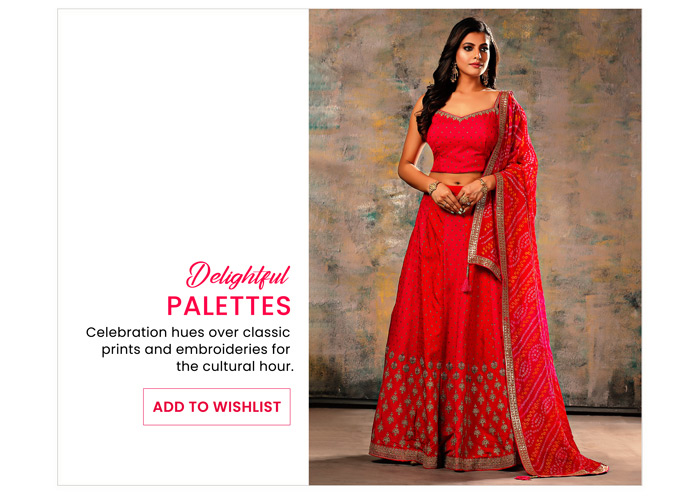 Delightful
PALETTES
Celebration hues over classic
prints and embroideries for
the cultural hour.
ADD TO WISHLIST